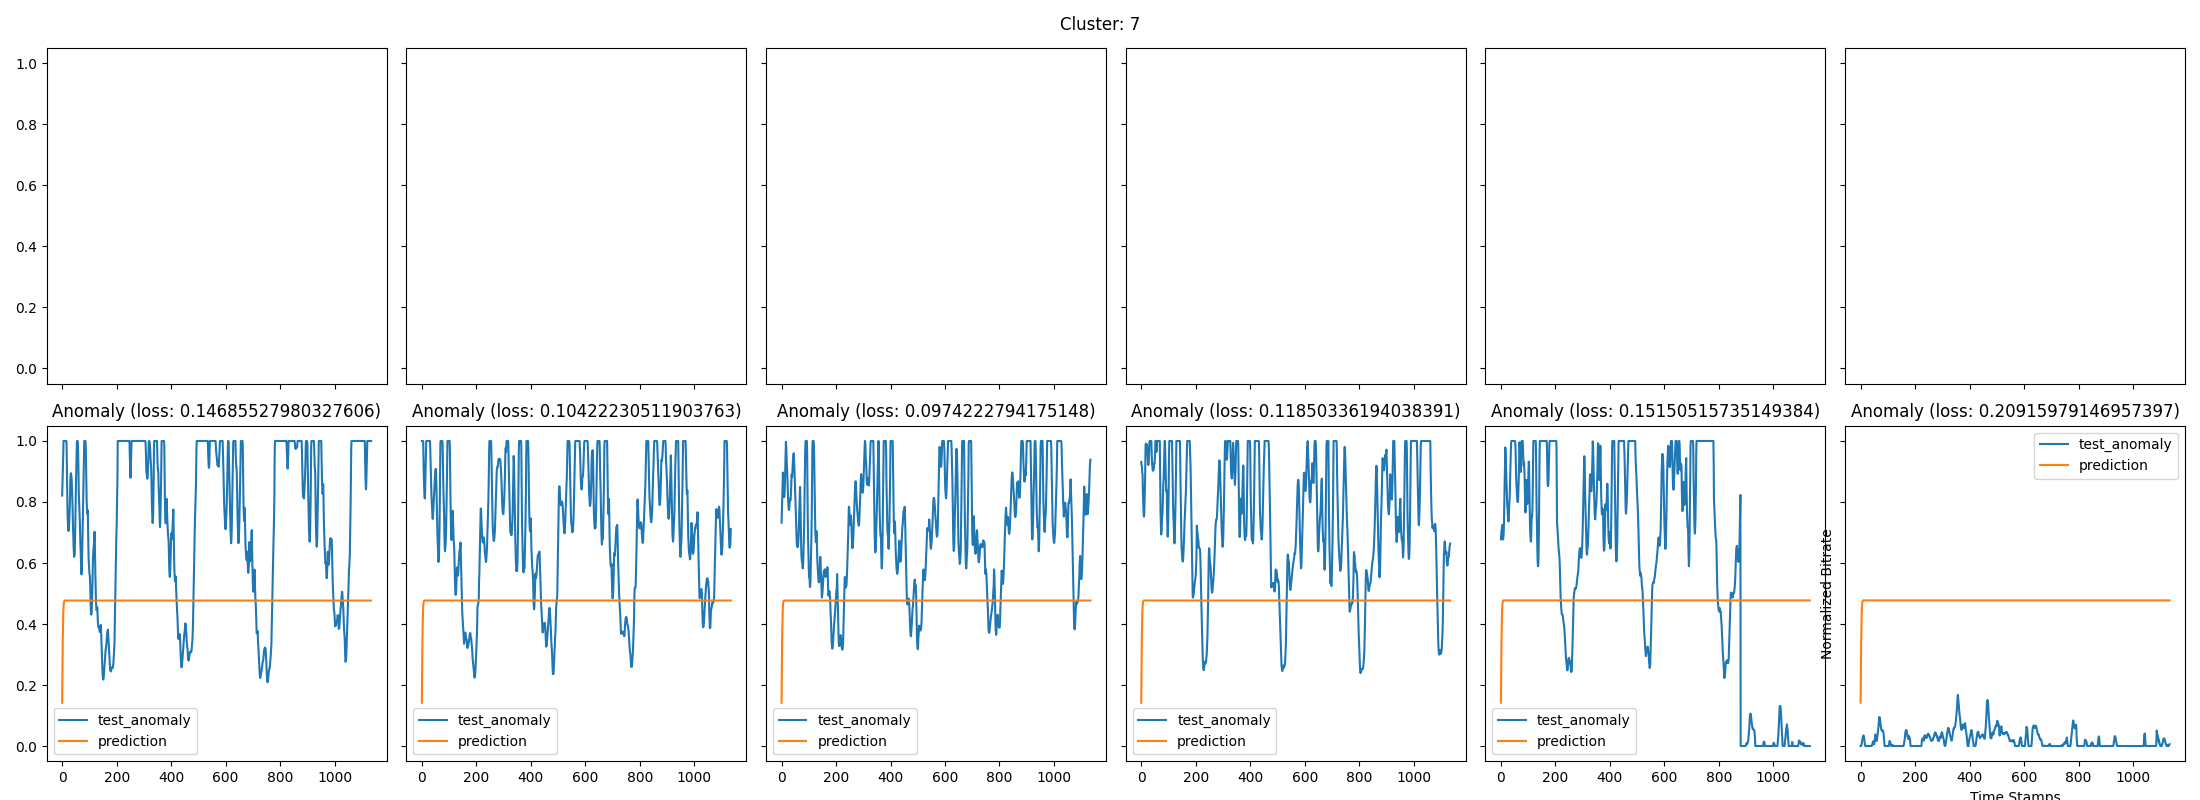 Cluster: 7
1.0
0.8
0.6
0.4
0.2
0.0
Anomaly (loss: 0.14685527980327606)
Anomaly (loss: 0.104222230511903763)
Anomaly (loss: 0.0974222794175148)
Anomaly (loss: 0.11850336194038391)
Anomaly (loss: 0.15150515735149384)
Anomaly (loss: 0.20915979146957397)
1.0
0.8
0.6
0.4
0.2
0.0
test_anomaly
prediction
test_anomaly
prediction
test_anomaly
prediction
test_anomaly
prediction
test_anomaly
prediction
Normalized Bitrate
test_anomaly
prediction
0 200 400 600 800 1000
0 200 400 600 800 1000
0 200 400 600 800 1000
0 200 400 600 800 1000
0 200 400 600 800 1000
0 200 400 600 800 1000
Time Stamps